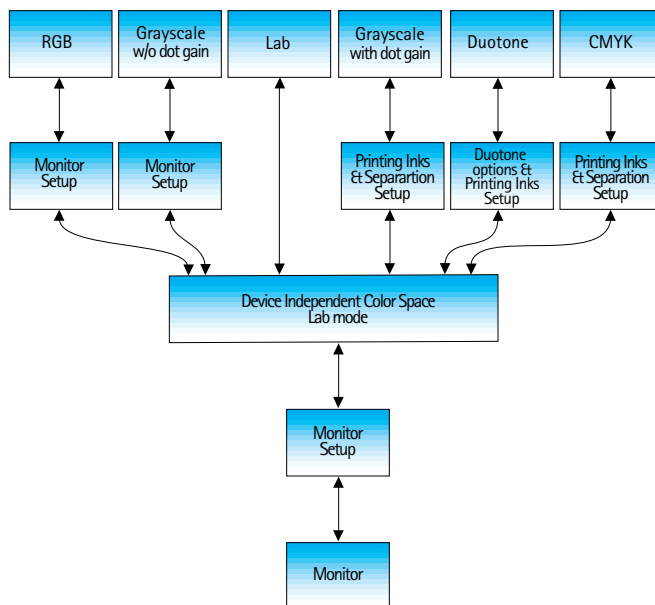 RGB
Grayscale
w/o dot gain
Lab
Grayscale
with dot gain
Duotone
CMYK
Monitor
Setup
Monitor
Setup
Printing Inks
& Separartion
Setup
Duotone
options &
Printing Inks
Setup
Printing Inks
& Separation
Setup
Device Independent Color Space
Lab mode
Monitor
Setup
Monitor